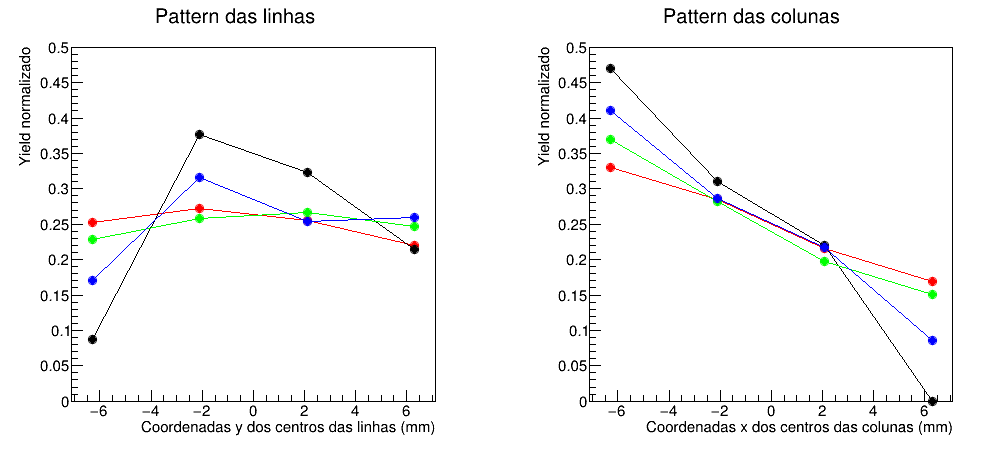 Pattern das linhas
Yield normalizado
0.5
0.45
0.4
0.35
0.3
0.25
0.2
0.15
0.1
0.05
0
−6 −4 −2 0 2 4 6
Coordenadas y dos centros das linhas (mm)
Pattern das colunas
Yield normalizado
0.5
0.45
0.4
0.35
0.3
0.25
0.2
0.15
0.1
0.05
0
−6 −4 −2 0 2 4 6
Coordenadas x dos centros das colunas (mm)